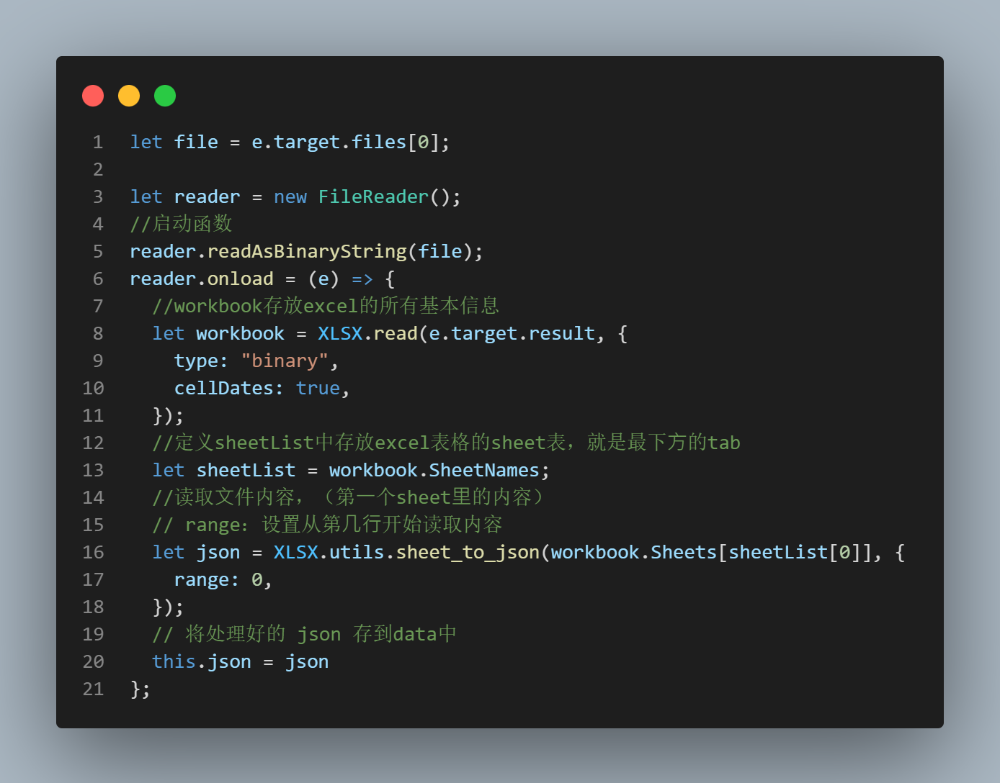 1 let file = e.target.files[0];
2
3 let reader = new FileReader();
4 //启动函数
5 reader.readAsBinaryString(file);
6 reader.onload = (e) => {
7   //workbook存放excel的所有基本信息
8   let workbook = XLSX.read(e.target.result, {
9     type: "binary",
10     cellDates: true,
11   });
12   //定义sheetList中存放excel表格的sheet表，就是最下方的tab
13   let sheetList = workbook.SheetNames;
14   //读取文件内容，（第一个sheet里的内容）
15   // range：设置从第几行开始读取内容
16   let json = XLSX.utils.sheet_to_json(workbook.Sheets[sheetList[0]], {
17     range: 0,
18   });
19   // 将处理好的 json 存到data中
20   this.json = json
21 };